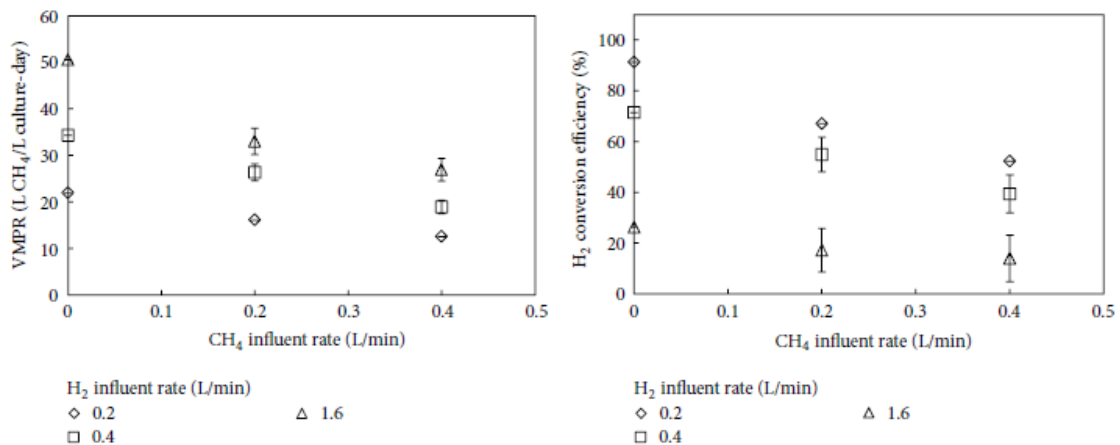 VMPR (L CH₄/L culture-day)
60
50
40
30
20
10
0
0 0.1 0.2 0.3 0.4 0.5
CH₄ influent rate (L/min)
H₂ influent rate (L/min)
◇ 0.2 △ 1.6
□ 0.4
H₂ conversion efficiency (%)
100
80
60
40
20
0
0 0.1 0.2 0.3 0.4 0.5
CH₄ influent rate (L/min)
H₂ influent rate (L/min)
◇ 0.2 △ 1.6
□ 0.4